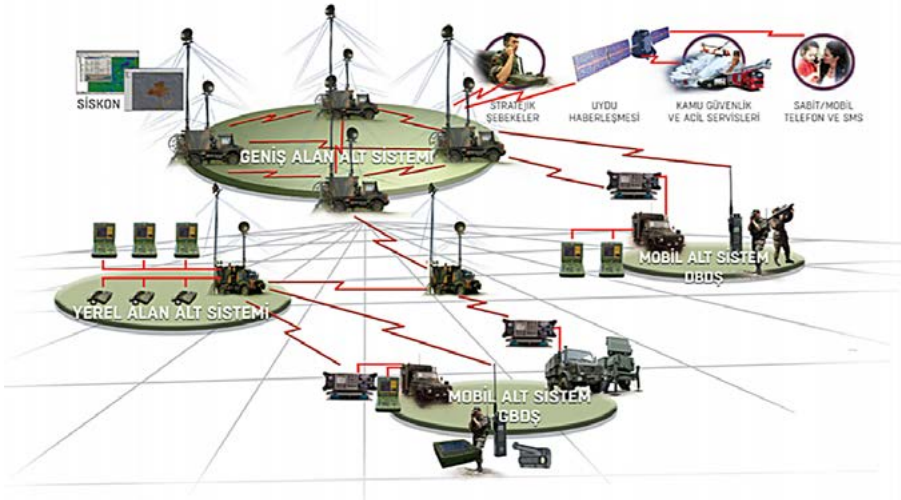 SİSKON
STRATEJİK
ŞEBEKELER
UYDU
HABERLEŞMESİ
KAMU GÜVENLİK
VE ACİL SERVİSLERİ
SABİT/MOBİL
TELEFON VE SMS
GENİŞ ALAN ALT SİSTEMİ
MOBİL ALT SİSTEM
DBDŞ
YEREL ALAN ALT SİSTEMİ
MOBİL ALT SİSTEM
GBDŞ